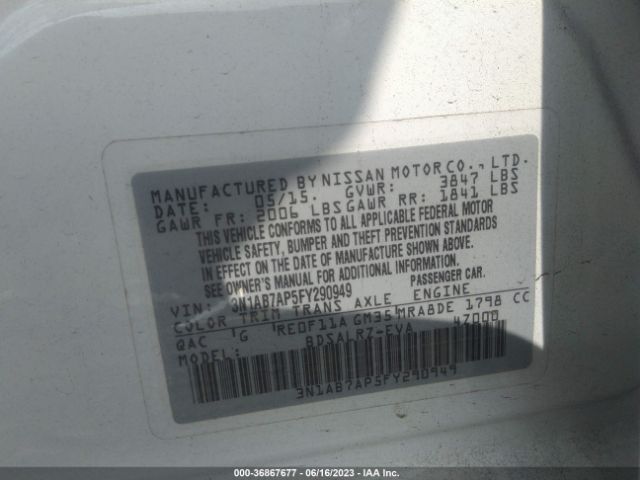 MANUFACTURED BY NISSAN MOTOR CO., LTD.
DATE: 05/15. GVWR: 3847 LBS
GAWR FR: 2006 LBS GAWR RR: 1841 LBS
THIS VEHICLE CONFORMS TO ALL APPLICABLE FEDERAL MOTOR
VEHICLE SAFETY, BUMPER AND THEFT PREVENTION STANDARDS
IN EFFECT ON THE DATE OF MANUFACTURE SHOWN ABOVE.
SEE OWNER'S MANUAL FOR ADDITIONAL INFORMATION.
VIN: 3N1AB7AP5FY290949 PASSENGER CAR.
COLOR TRIM TRANS AXLE ENGINE
QAC G RE0F11A GM35 MRA8DE 1798 CC
MODEL: BDSALRZ-EVA 4Z000
3N1AB7AP5FY290949
000-36867677 - 06/16/2023 - IAA Inc.